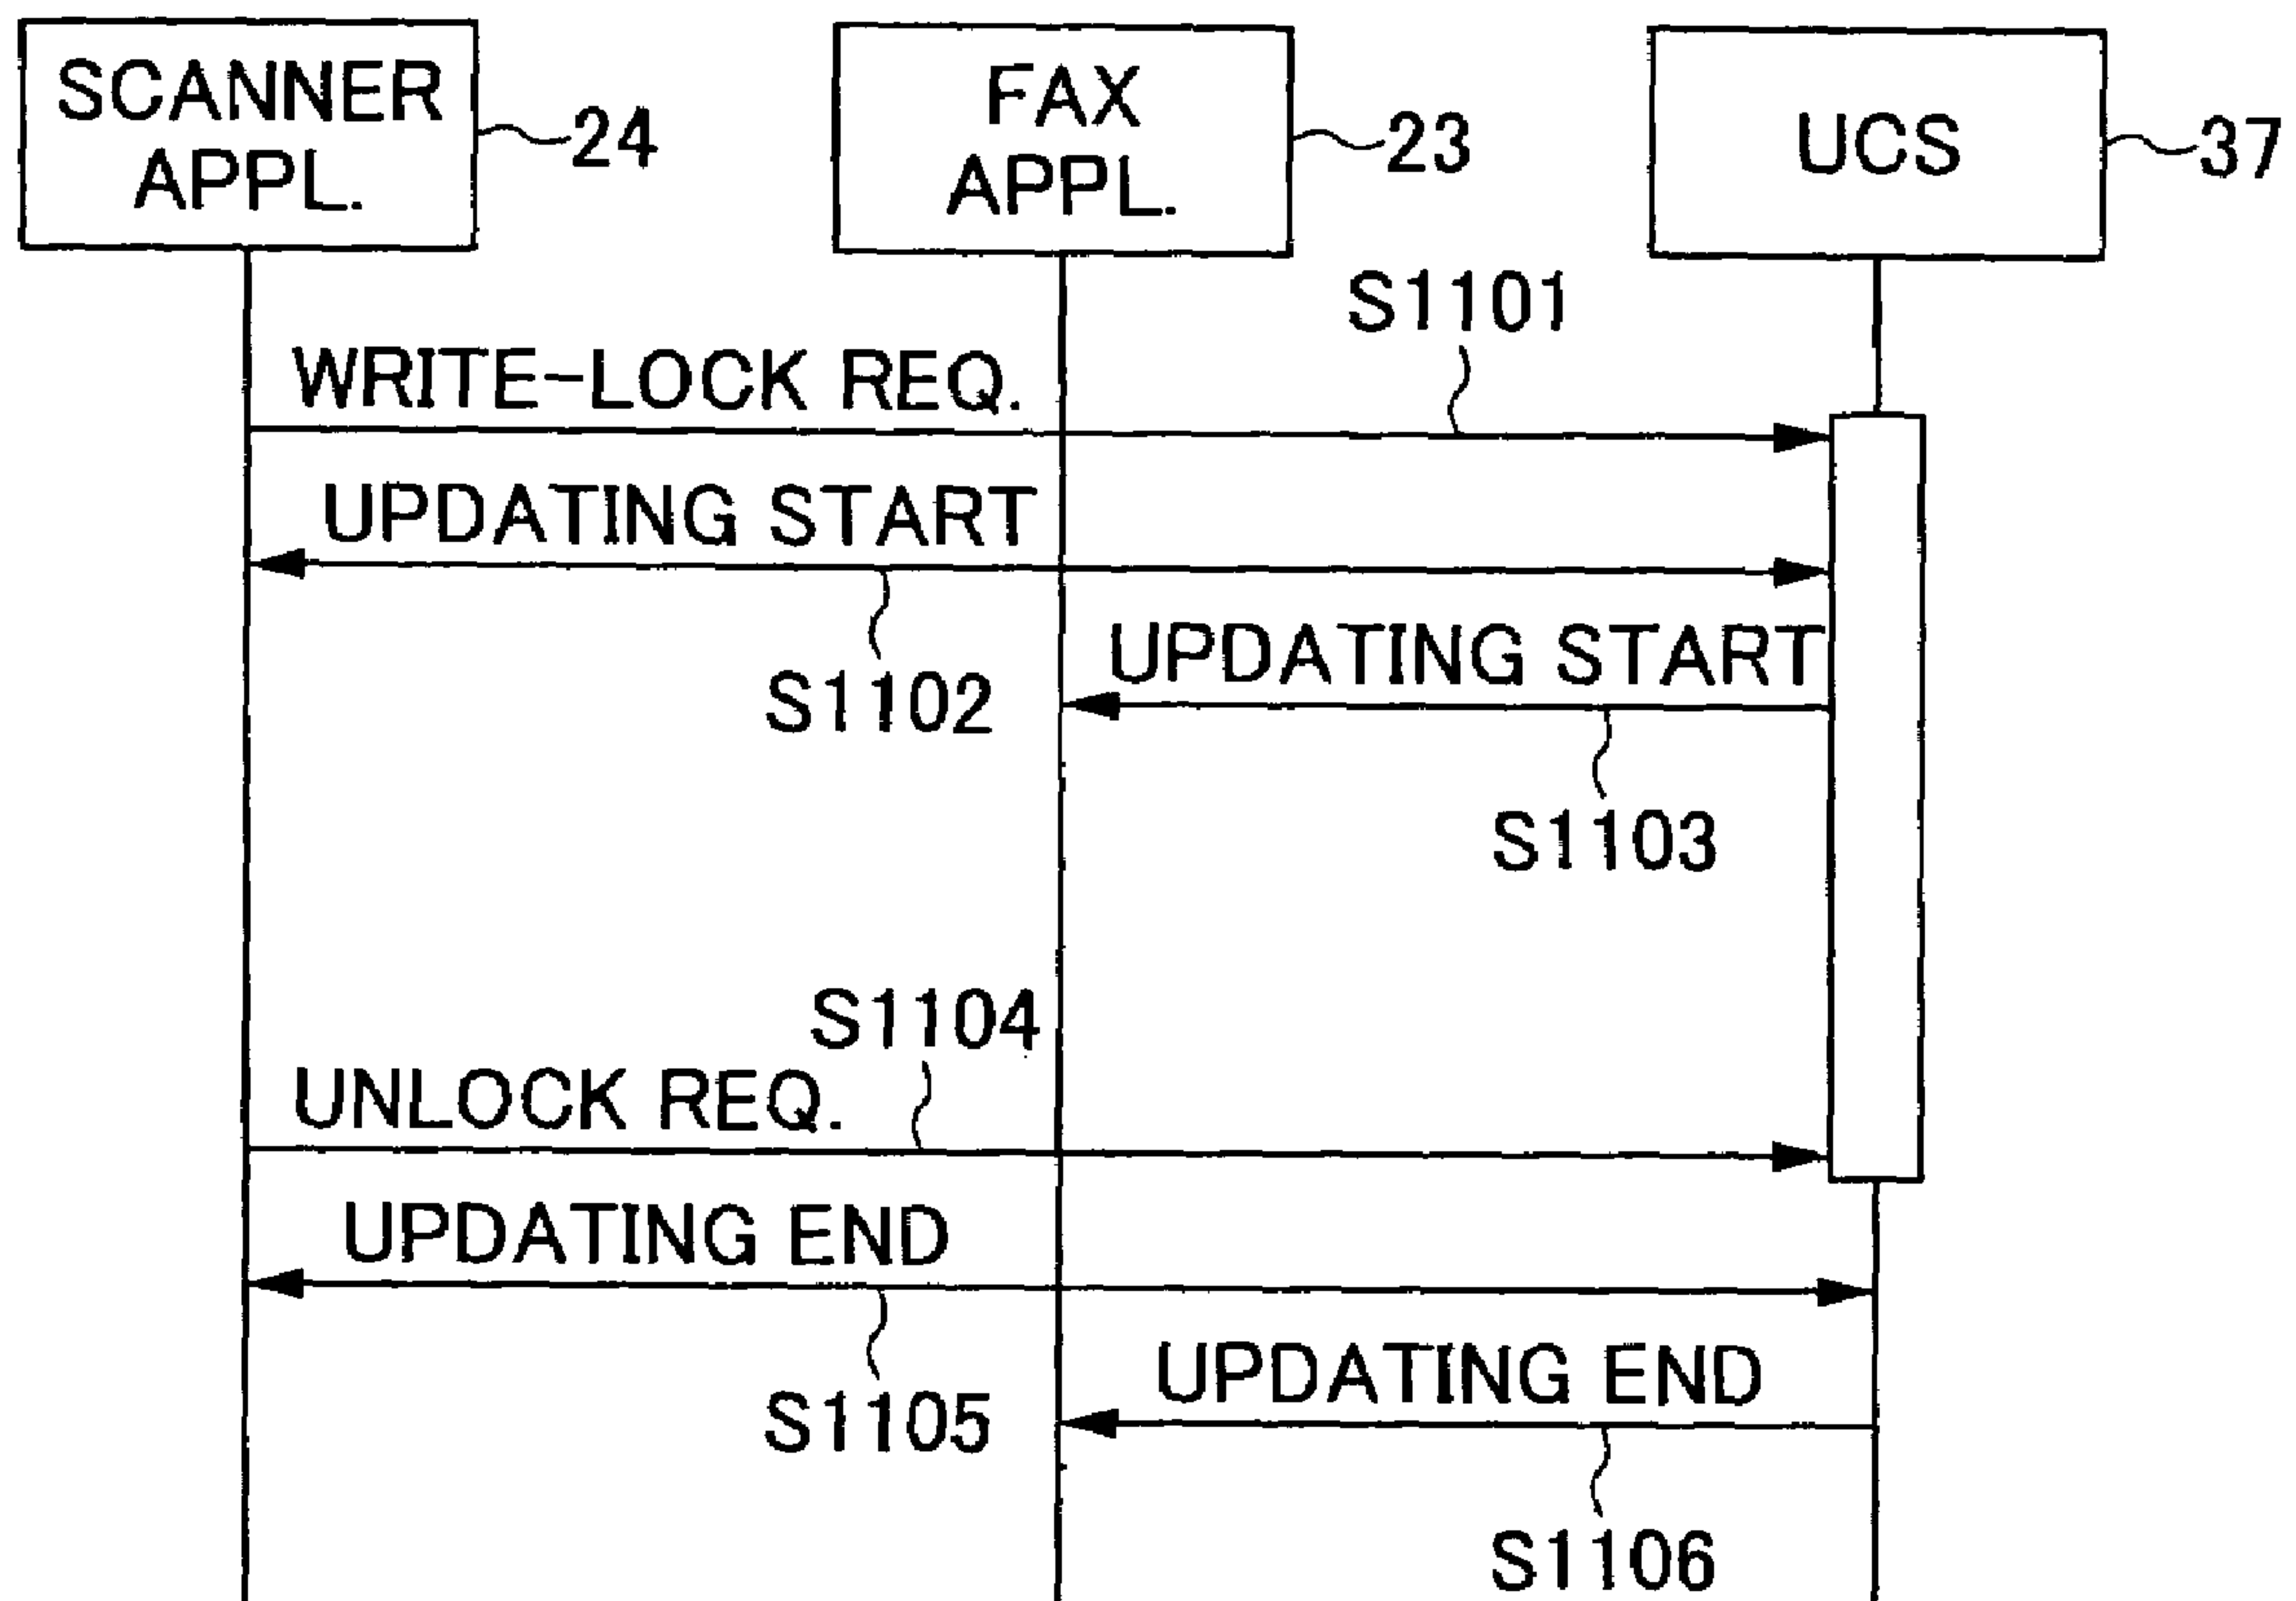 SCANNER
APPL.
24
FAX
APPL.
23
UCS
37
S1101
WRITE-LOCK REQ.
UPDATING START
S1102
UPDATING START
S1103
S1104
UNLOCK REQ.
UPDATING END
S1105
UPDATING END
S1106